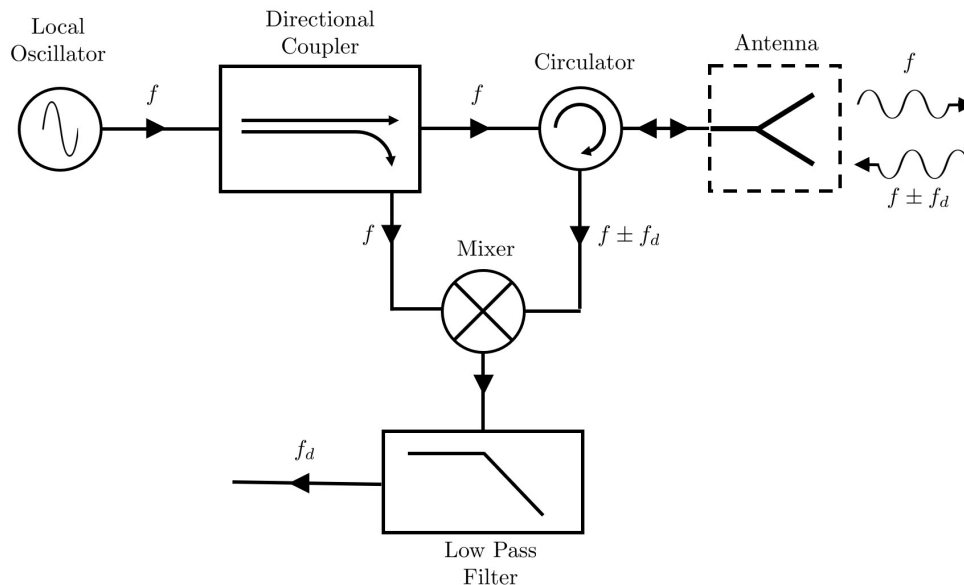 Local
Oscillator
Directional
Coupler
Circulator
Antenna
f
f
f
f ± f_d
f
f ± f_d
Mixer
f_d
Low Pass
Filter